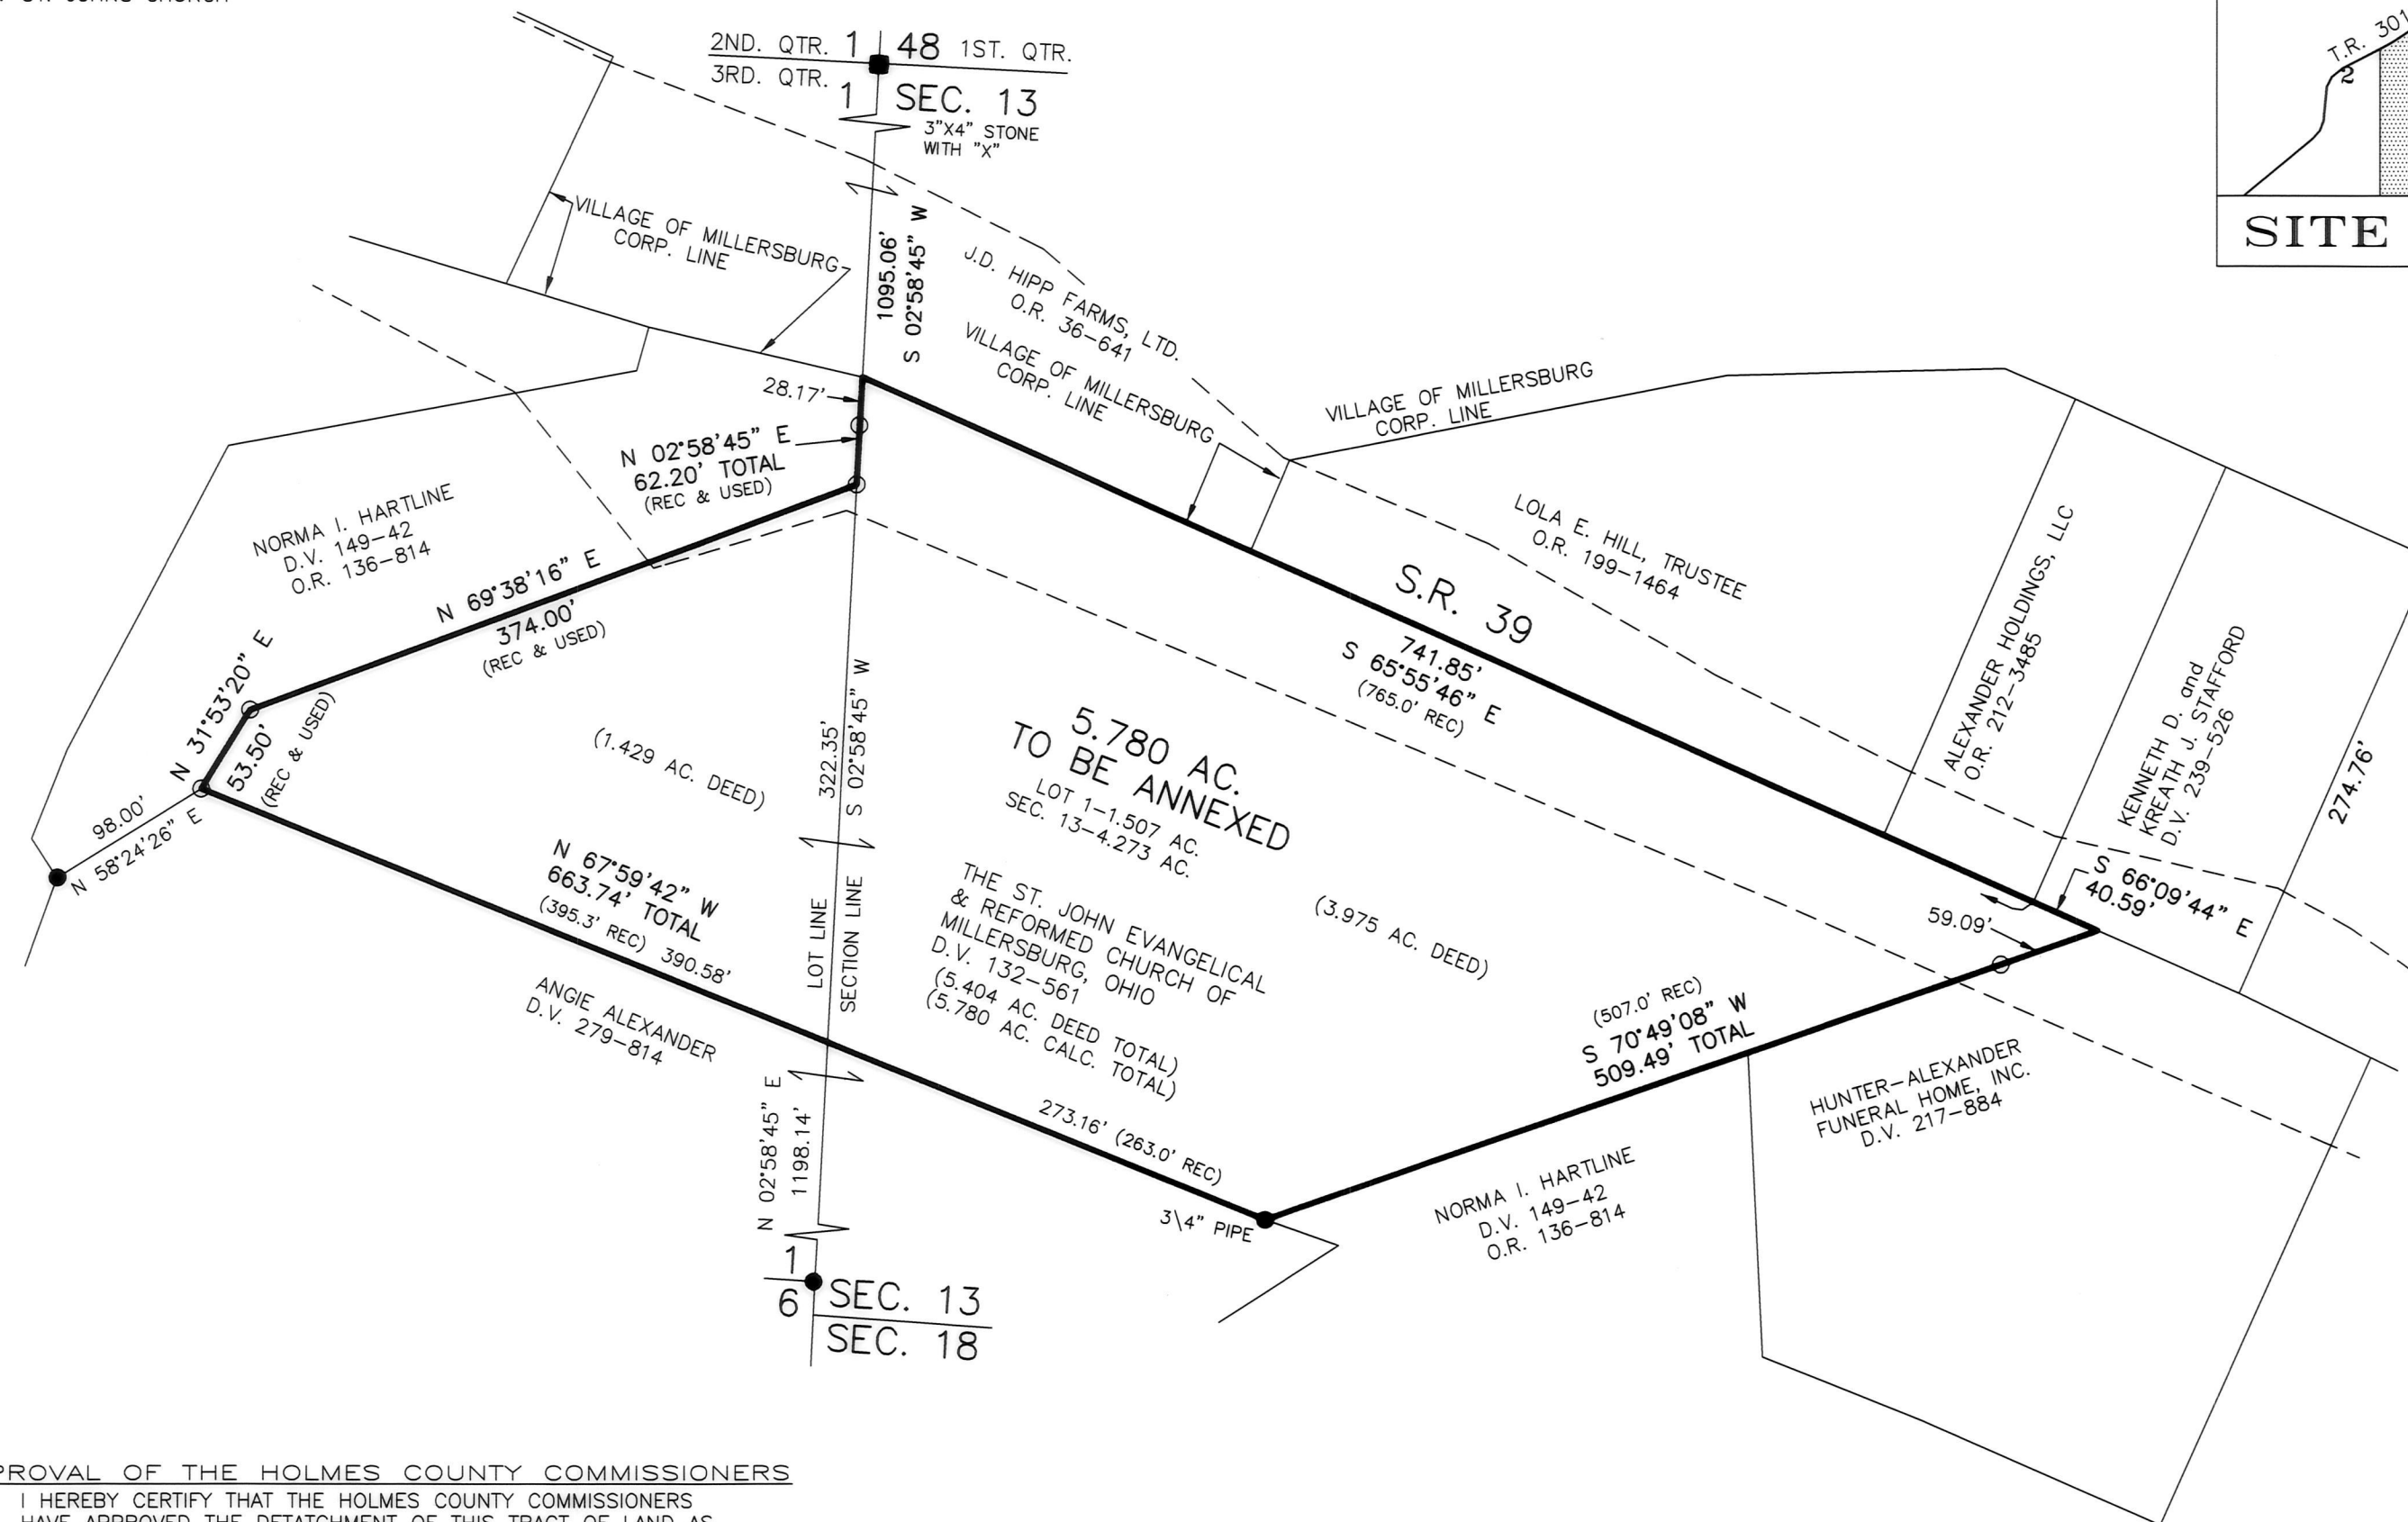 2ND. QTR. 1 48 1ST. QTR.
3RD. QTR. 1 SEC. 13
3"X4" STONE
WITH "X"
T.R. 301
2
SITE
VILLAGE OF MILLERSBURG
CORP. LINE
1095.06'
S 02°58'45" W
J.D. HIPP FARMS, LTD.
O.R. 36-641
VILLAGE OF MILLERSBURG
CORP. LINE
VILLAGE OF MILLERSBURG
CORP. LINE
28.17'
N 02°58'45" E
62.20' TOTAL
(REC & USED)
NORMA I. HARTLINE
D.V. 149-42
O.R. 136-814
N 69°38'16" E
374.00'
(REC & USED)
N 31°53'20" E
53.50'
(REC & USED)
98.00'
N 58°24'26" E
LOLA E. HILL, TRUSTEE
O.R. 199-1464
S.R. 39
741.85'
S 65°55'46" E
(765.0' REC)
ALEXANDER HOLDINGS, LLC
O.R. 212-3485
KENNETH D. and
KREATH J. STAFFORD
D.V. 239-526
274.76'
S 66°09'44" E
40.59'
59.09'
(1.429 AC. DEED)
322.35'
S 02°58'45" W
LOT LINE
SECTION LINE
5.780 AC.
TO BE ANNEXED
LOT 1-1.507 AC.
SEC. 13-4.273 AC.
THE ST. JOHN EVANGELICAL
& REFORMED CHURCH OF
MILLERSBURG, OHIO
D.V. 132-561
(5.404 AC. DEED TOTAL)
(5.780 AC. CALC. TOTAL)
(3.975 AC. DEED)
N 67°59'42" W
663.74' TOTAL
(395.3' REC) 390.58'
ANGIE ALEXANDER
D.V. 279-814
273.16' (263.0' REC)
3\4" PIPE
(507.0' REC)
S 70°49'08" W
509.49' TOTAL
HUNTER-ALEXANDER
FUNERAL HOME, INC.
D.V. 217-884
NORMA I. HARTLINE
D.V. 149-42
O.R. 136-814
N 02°58'45" E
1198.14'
1
6
SEC. 13
SEC. 18
PROVAL OF THE HOLMES COUNTY COMMISSIONERS
I HEREBY CERTIFY THAT THE HOLMES COUNTY COMMISSIONERS
HAVE APPROVED THE DETATCHMENT OF THIS TRACT OF LAND AS